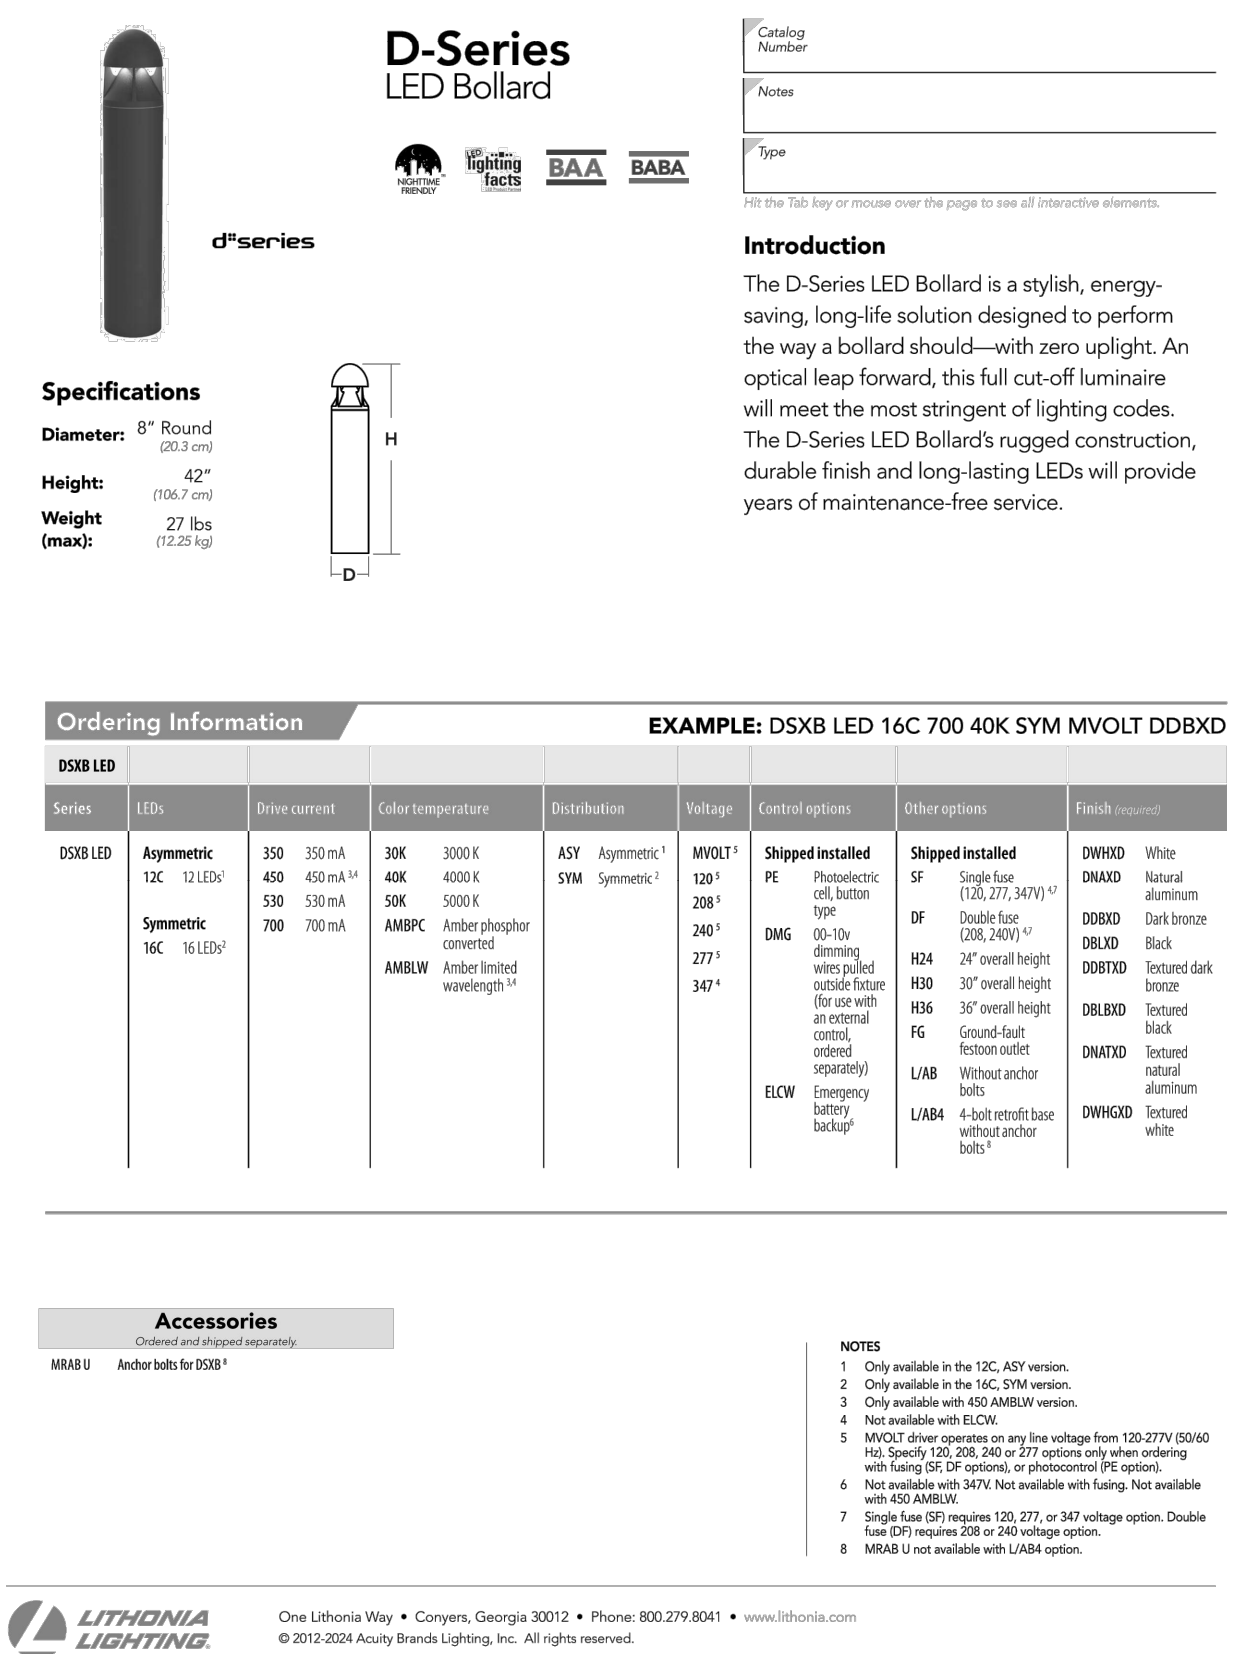 D-Series
LED Bollard
NIGHTTIME
FRIENDLY
LED
lighting
facts
BAA
BABA
d series
Catalog
Number
Notes
Type
Hit the Tab key or mouse over the page to see all interactive elements.
Introduction
The D-Series LED Bollard is a stylish, energy-
saving, long-life solution designed to perform
the way a bollard should—with zero uplight. An
optical leap forward, this full cut-off luminaire
will meet the most stringent of lighting codes.
The D-Series LED Bollard's rugged construction,
durable finish and long-lasting LEDs will provide
years of maintenance-free service.
Specifications
Diameter: 8" Round
(20.3 cm)
Height: 42"
(106.7 cm)
Weight
(max): 27 lbs
(12.25 kg)
H
D
Ordering Information
EXAMPLE: DSXB LED 16C 700 40K SYM MVOLT DDBXD
DSXB LED
Series LEDs Drive current Color temperature Distribution Voltage Control options Other options Finish (required)
DSXB LED
Asymmetric
12C 12 LEDs¹
Symmetric
16C 16 LEDs²
350 350 mA
450 450 mA ³,⁴
530 530 mA
700 700 mA
30K 3000 K
40K 4000 K
50K 5000 K
AMBPC Amber phosphor
converted
AMBLW Amber limited
wavelength ³,⁴
ASY Asymmetric ¹
SYM Symmetric ²
MVOLT ⁵
120 ⁵
208 ⁵
240 ⁵
277 ⁵
347 ⁴
Shipped installed
PE Photoelectric
cell, button
type
DMG 00-10v
dimming
wires pulled
outside fixture
(for use with
an external
control,
ordered
separately)
ELCW Emergency
battery
backup⁶
Shipped installed
SF Single fuse
(120, 277, 347V) ⁴,⁷
DF Double fuse
(208, 240V) ⁴,⁷
H24 24" overall height
H30 30" overall height
H36 36" overall height
FG Ground-fault
festoon outlet
L/AB Without anchor
bolts
L/AB4 4-bolt retrofit base
without anchor
bolts ⁸
DWHXD White
DNAXD Natural
aluminum
DDBXD Dark bronze
DBLXD Black
DDBTXD Textured dark
bronze
DBLBXD Textured
black
DNATXD Textured
natural
aluminum
DWHGXD Textured
white
Accessories
Ordered and shipped separately.
MRAB U Anchor bolts for DSXB ⁸
NOTES
1 Only available in the 12C, ASY version.
2 Only available in the 16C, SYM version.
3 Only available with 450 AMBLW version.
4 Not available with ELCW.
5 MVOLT driver operates on any line voltage from 120-277V (50/60
Hz). Specify 120, 208, 240 or 277 options only when ordering
with fusing (SF, DF options), or photocontrol (PE option).
6 Not available with 347V. Not available with fusing. Not available
with 450 AMBLW.
7 Single fuse (SF) requires 120, 277, or 347 voltage option. Double
fuse (DF) requires 208 or 240 voltage option.
8 MRAB U not available with L/AB4 option.
LITHONIA
LIGHTING®
One Lithonia Way • Conyers, Georgia 30012 • Phone: 800.279.8041 • www.lithonia.com
© 2012-2024 Acuity Brands Lighting, Inc. All rights reserved.